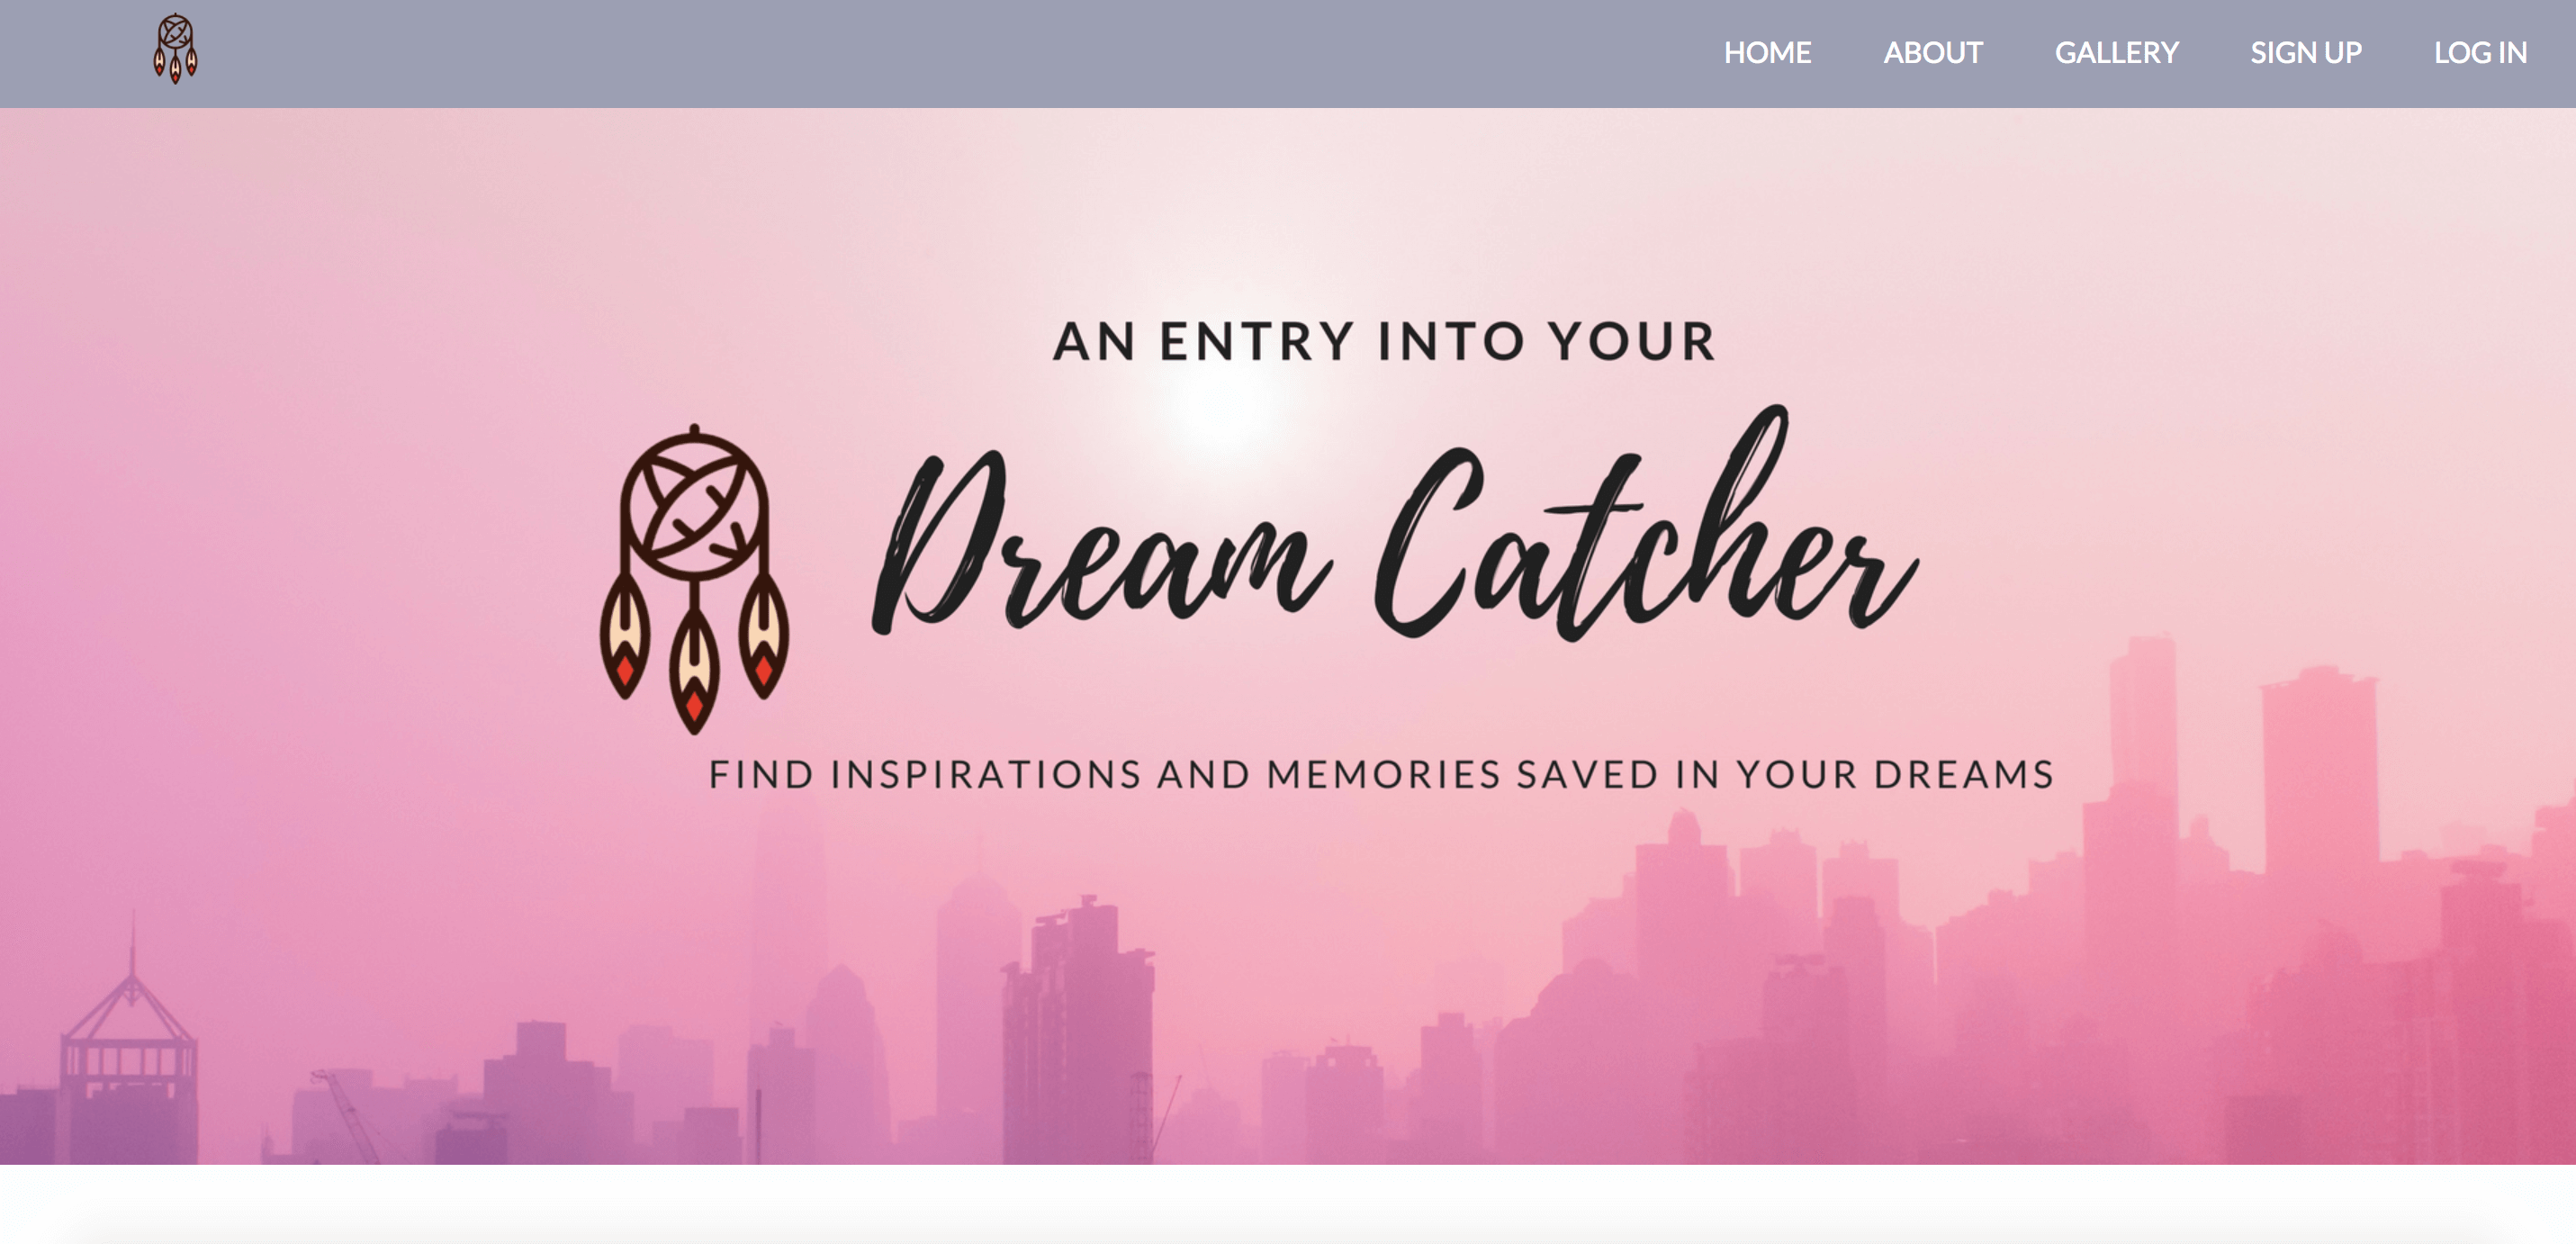 HOME ABOUT GALLERY SIGN UP LOG IN
AN ENTRY INTO YOUR
Dream Catcher
FIND INSPIRATIONS AND MEMORIES SAVED IN YOUR DREAMS